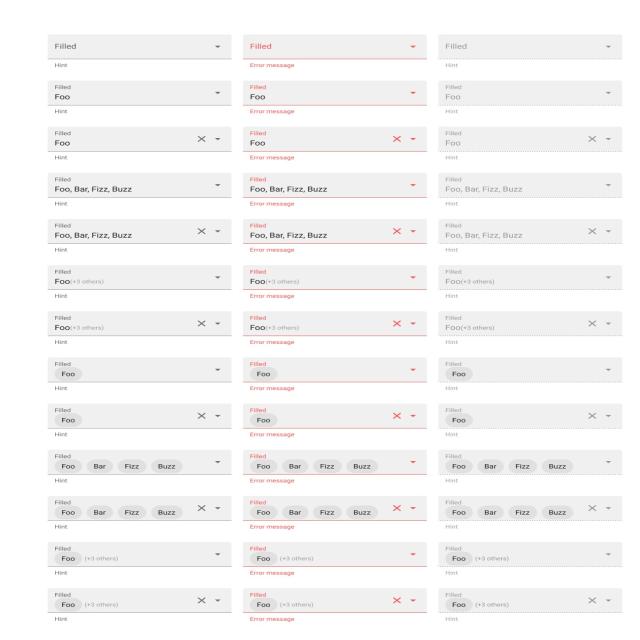 Filled Filled Filled
Hint Error message Hint
Filled Filled Filled
Foo Foo Foo
Hint Error message Hint
Filled Filled Filled
Foo Foo Foo
Hint Error message Hint
Filled Filled Filled
Foo, Bar, Fizz, Buzz Foo, Bar, Fizz, Buzz Foo, Bar, Fizz, Buzz
Hint Error message Hint
Filled Filled Filled
Foo, Bar, Fizz, Buzz Foo, Bar, Fizz, Buzz Foo, Bar, Fizz, Buzz
Hint Error message Hint
Filled Filled Filled
Foo(+3 others) Foo(+3 others) Foo(+3 others)
Hint Error message Hint
Filled Filled Filled
Foo(+3 others) Foo(+3 others) Foo(+3 others)
Hint Error message Hint
Filled Filled Filled
Foo Foo Foo
Hint Error message Hint
Filled Filled Filled
Foo Foo Foo
Hint Error message Hint
Filled Filled Filled
Foo Bar Fizz Buzz Foo Bar Fizz Buzz Foo Bar Fizz Buzz
Hint Error message Hint
Filled Filled Filled
Foo Bar Fizz Buzz Foo Bar Fizz Buzz Foo Bar Fizz Buzz
Hint Error message Hint
Filled Filled Filled
Foo (+3 others) Foo (+3 others) Foo (+3 others)
Hint Error message Hint
Filled Filled Filled
Foo (+3 others) Foo (+3 others) Foo (+3 others)
Hint Error message Hint